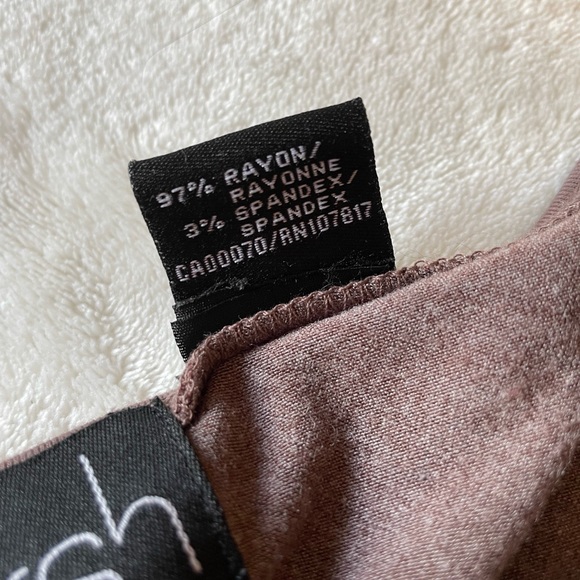 97% RAYON/
RAYONNE
3% SPANDEX/
SPANDEX
CA00070/RN107817